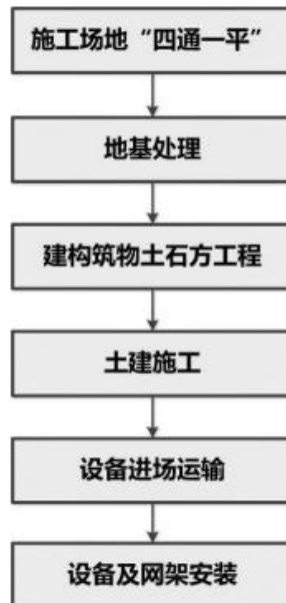 施工场地“四通一平”
地基处理
建构筑物土石方工程
土建施工
设备进场运输
设备及网架安装